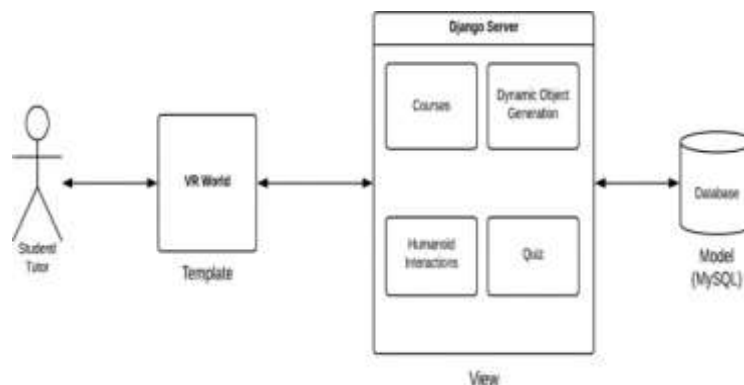 Django Server
Courses
Dynamic Object
Generation
VR World
Database
Student/
Tutor
Humanoid
Interactions
Quiz
Template
Model
(MySQL)
View